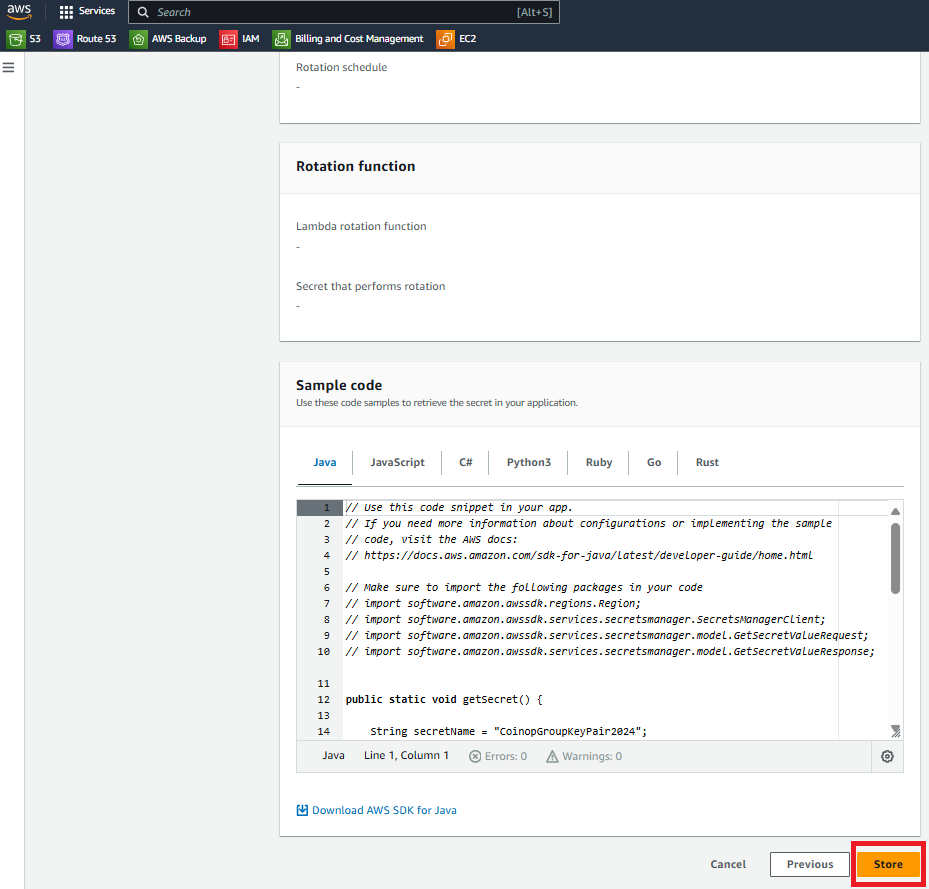 aws Services Search [Alt+S]
S3 Route 53 AWS Backup IAM Billing and Cost Management EC2
Rotation schedule
-
Rotation function
Lambda rotation function
-
Secret that performs rotation
-
Sample code
Use these code samples to retrieve the secret in your application.
Java JavaScript C# Python3 Ruby Go Rust
1 // Use this code snippet in your app.
2 // If you need more information about configurations or implementing the sample
3 // code, visit the AWS docs:
4 // https://docs.aws.amazon.com/sdk-for-java/latest/developer-guide/home.html
5
6 // Make sure to import the following packages in your code
7 // import software.amazon.awssdk.regions.Region;
8 // import software.amazon.awssdk.services.secretsmanager.SecretsManagerClient;
9 // import software.amazon.awssdk.services.secretsmanager.model.GetSecretValueRequest;
10 // import software.amazon.awssdk.services.secretsmanager.model.GetSecretValueResponse;
11
12 public static void getSecret() {
13
14 String secretName = "CoinopGroupKeyPair2024";
Java Line 1, Column 1 Errors: 0 Warnings: 0
Download AWS SDK for Java
Cancel Previous Store